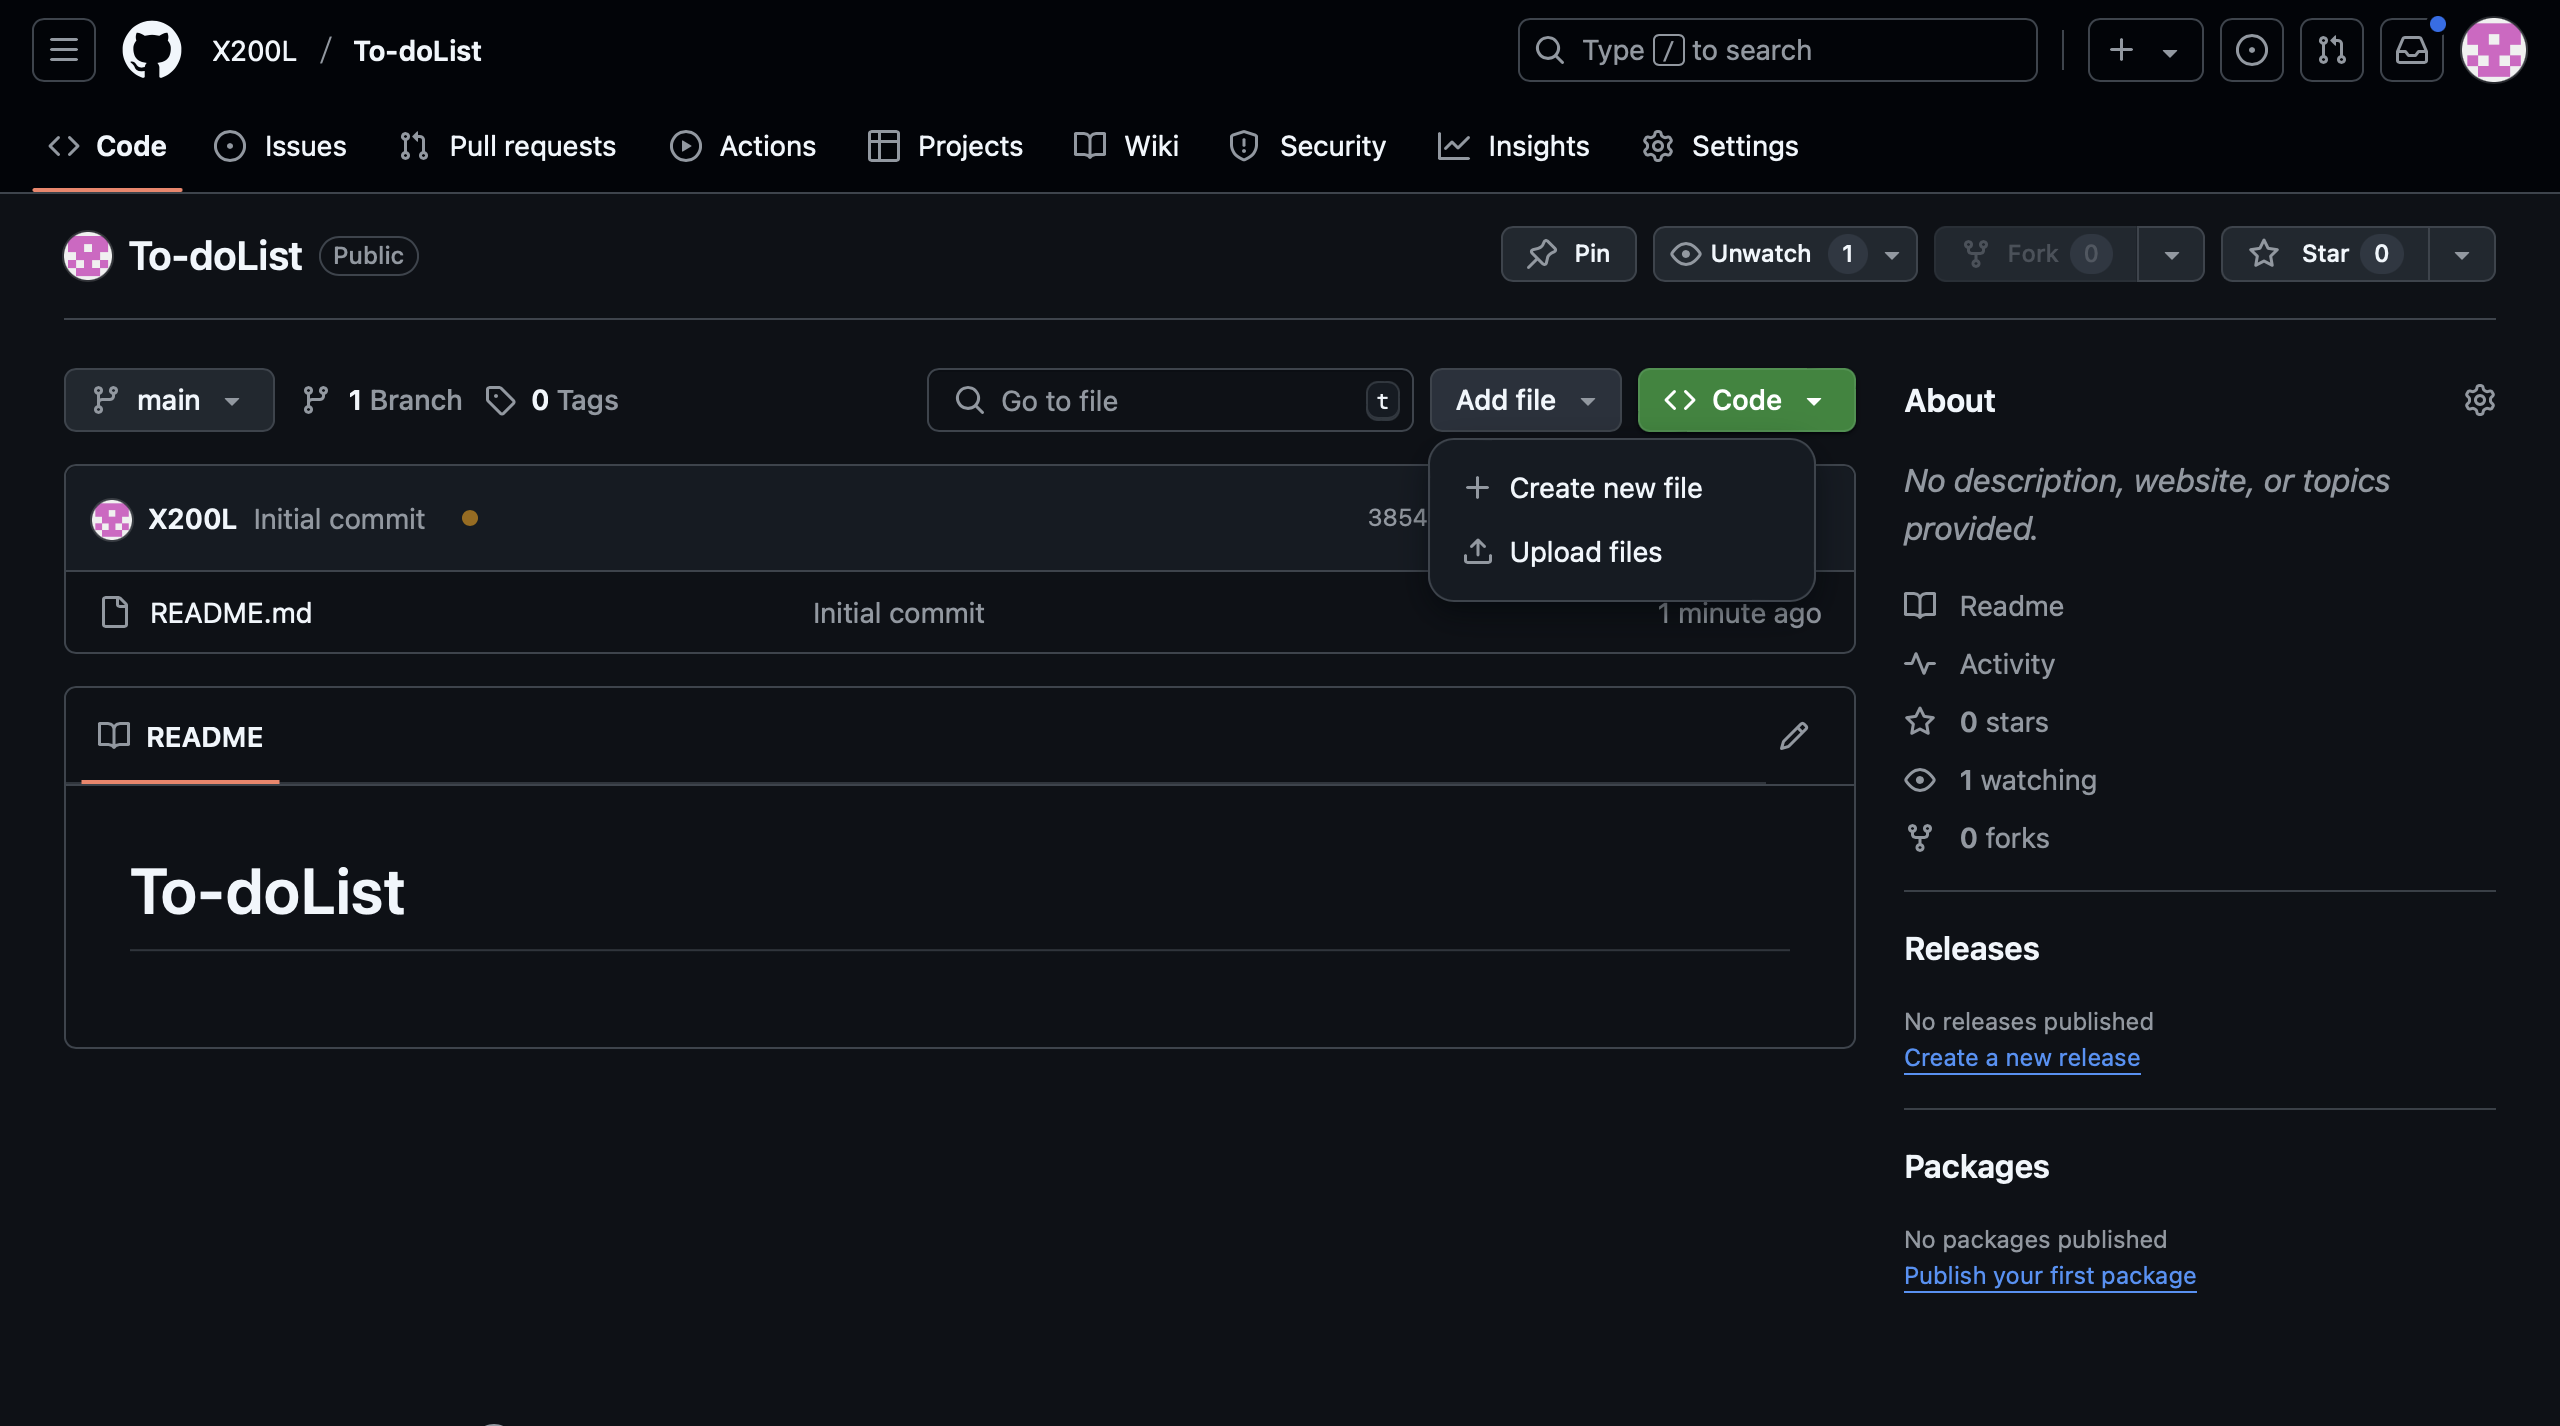 X200L / To-doList
Type / to search
Code
Issues
Pull requests
Actions
Projects
Wiki
Security
Insights
Settings
To-doList Public
Pin
Unwatch 1
Fork 0
Star 0
main
1 Branch
0 Tags
Go to file t
Add file
Code
Create new file
Upload files
X200L Initial commit
3854
README.md Initial commit 1 minute ago
README
To-doList
About
No description, website, or topics
provided.
Readme
Activity
0 stars
1 watching
0 forks
Releases
No releases published
Create a new release
Packages
No packages published
Publish your first package